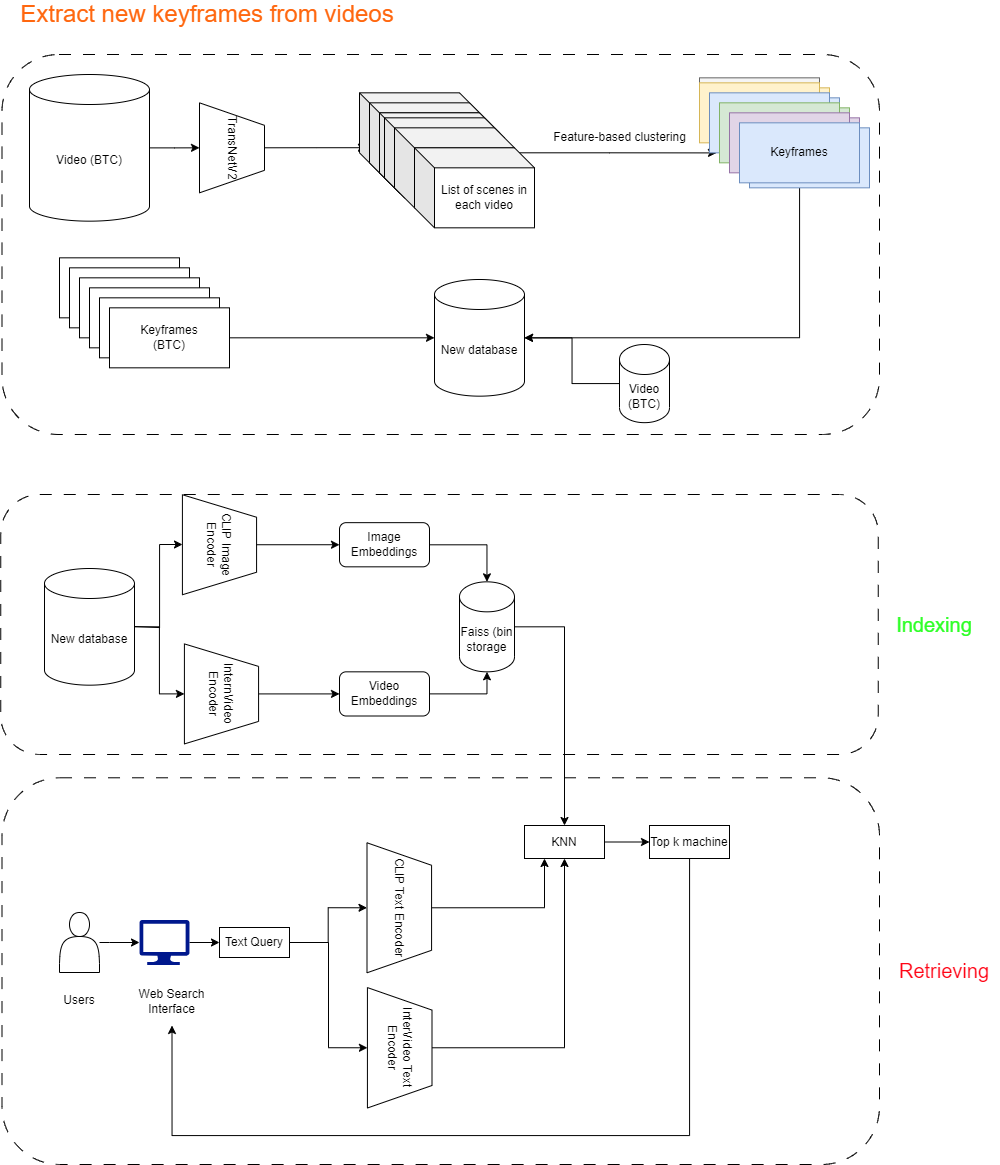 Extract new keyframes from videos
Video (BTC)
TransNetV2
List of scenes in
each video
Feature-based clustering
Keyframes
Keyframes
(BTC)
New database
Video
(BTC)
CLIP Image
Encoder
Image
Embeddings
New database
Faiss (bin
storage
InternVideo
Encoder
Video
Embeddings
Indexing
KNN
Top k machine
CLIP Text Encoder
Text Query
Users
Web Search
Interface
InterVideo Text
Encoder
Retrieving